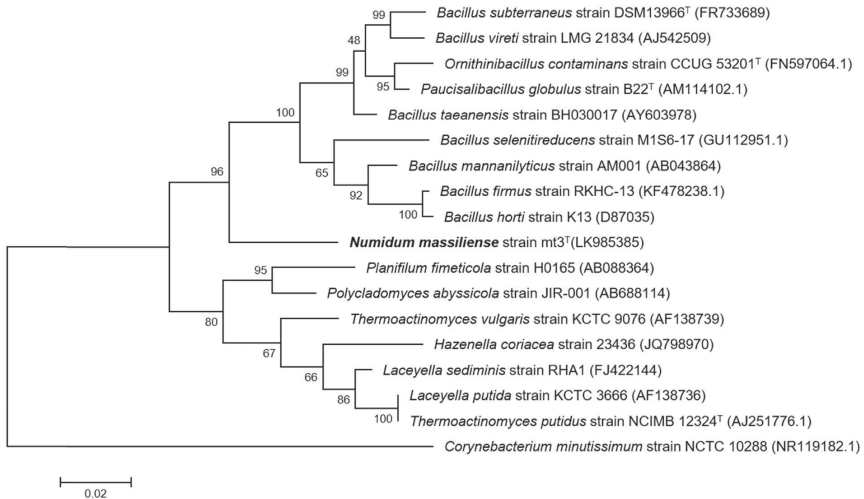 99
Bacillus subterraneus strain DSM13966ᵀ (FR733689)
Bacillus vireti strain LMG 21834 (AJ542509)
48
Ornithinibacillus contaminans strain CCUG 53201ᵀ (FN597064.1)
99
95
Paucisalibacillus globulus strain B22ᵀ (AM114102.1)
100
Bacillus taeanensis strain BH030017 (AY603978)
Bacillus selenitireducens strain M1S6-17 (GU112951.1)
96
65
Bacillus mannanilyticus strain AM001 (AB043864)
92
Bacillus firmus strain RKHC-13 (KF478238.1)
100
Bacillus horti strain K13 (D87035)
Numidum massiliense strain mt3ᵀ(LK985385)
95
Planifilum fimeticola strain H0165 (AB088364)
Polycladomyces abyssicola strain JIR-001 (AB688114)
80
Thermoactinomyces vulgaris strain KCTC 9076 (AF138739)
67
Hazenella coriacea strain 23436 (JQ798970)
66
Laceyella sediminis strain RHA1 (FJ422144)
86
Laceyella putida strain KCTC 3666 (AF138736)
100
Thermoactinomyces putidus strain NCIMB 12324ᵀ (AJ251776.1)
Corynebacterium minutissimum strain NCTC 10288 (NR119182.1)
0.02